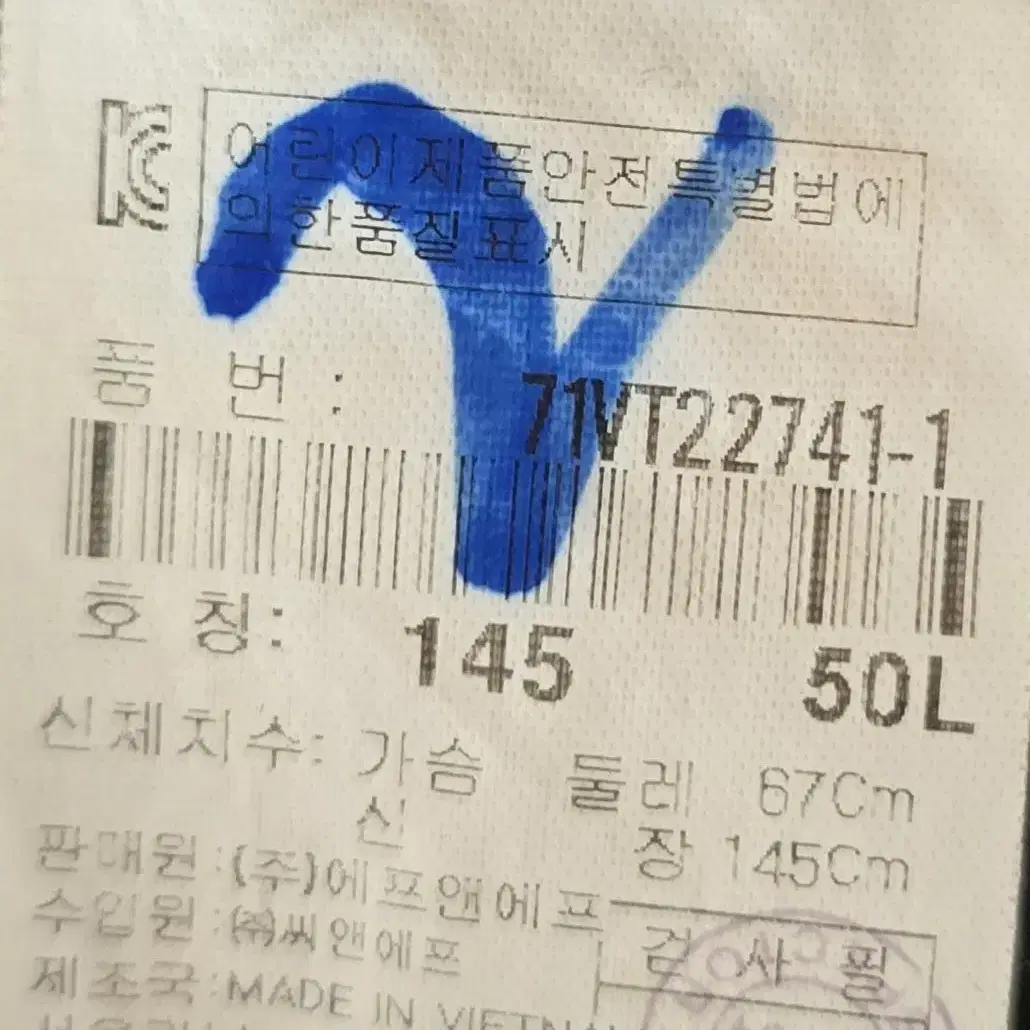 KC
어린이제품안전특별법에
의한품질표시
품 번 : 71VT22741-1
호 칭: 145 50L
신체치수: 가슴 둘레 67Cm
신 장 145Cm
판매원:(주)에프앤에프
수입원:㈜씨앤에프
검 사 필
제조국:MADE IN VIETNA